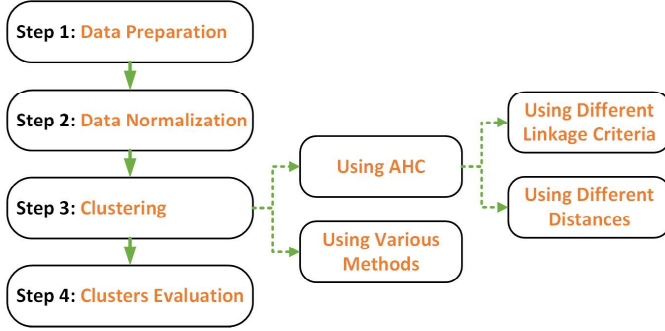 Step 1: Data Preparation
Step 2: Data Normalization
Step 3: Clustering
Step 4: Clusters Evaluation
Using AHC
Using Various
Methods
Using Different
Linkage Criteria
Using Different
Distances